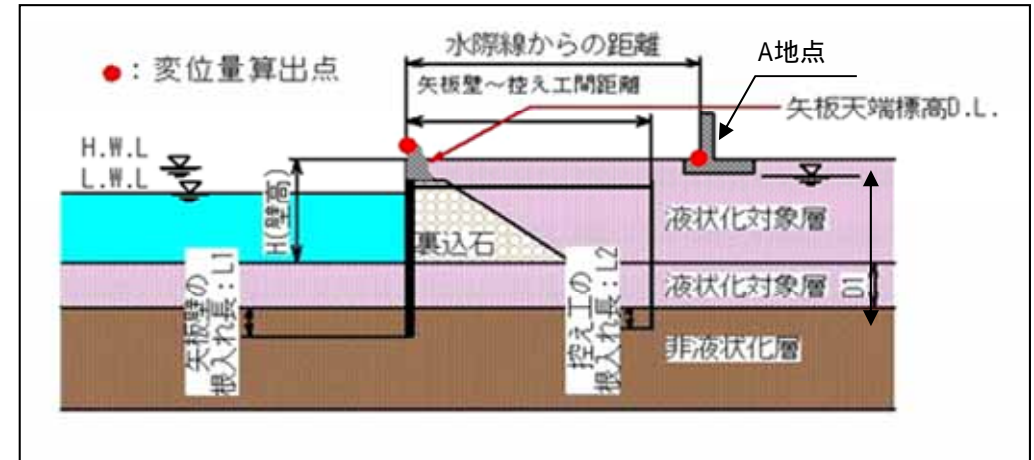 水際線からの距離
A地点
●：変位量算出点
矢板壁～控え工間距離
矢板天端標高D.L.
H.W.L
L.W.L
H(壁高)
裏込石
液状化対象層
液状化対象層
D1
矢板壁の
根入れ長：L1
控え工の
根入れ長：L2
非液状化層